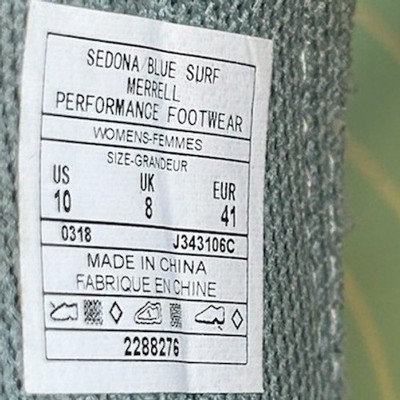 SEDONA/BLUE SURF
MERRELL
PERFORMANCE FOOTWEAR
WOMENS-FEMMES
SIZE-GRANDEUR
US UK EUR
10 8 41
0318 J343106C
MADE IN CHINA
FABRIQUE EN CHINE
2288276